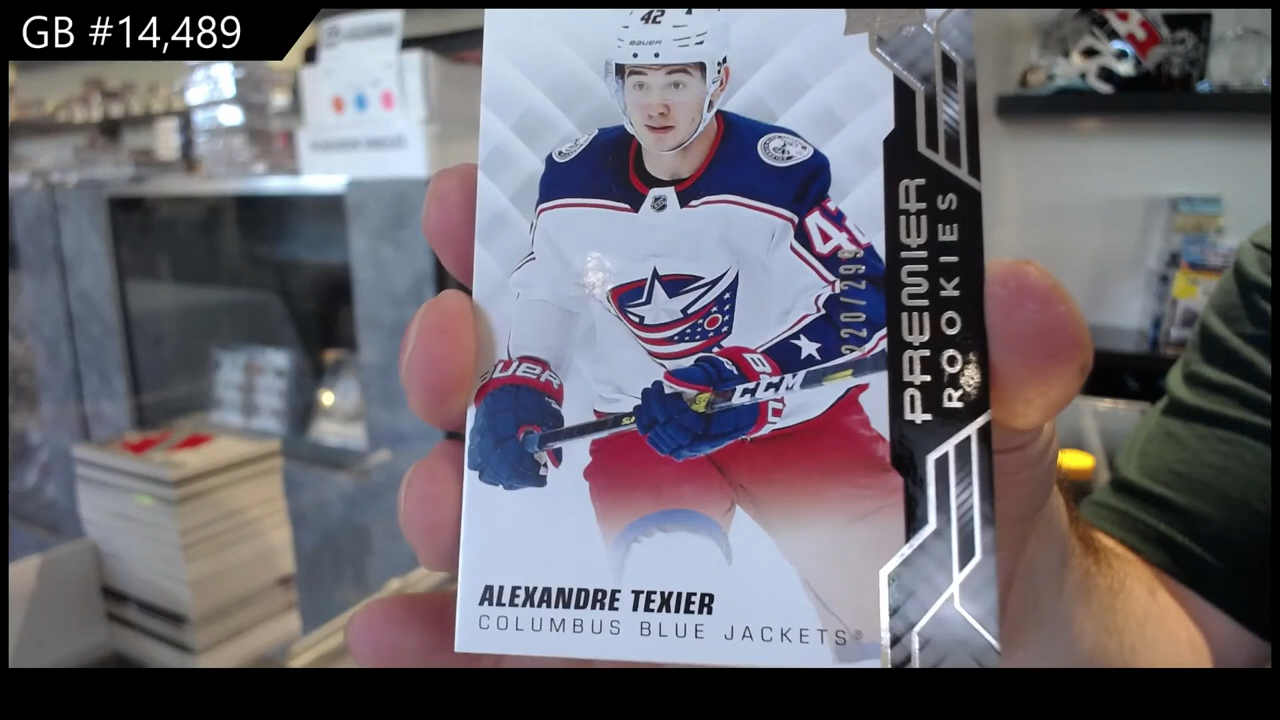 GB #14,489
42
BAUER
42
220/299
PREMIER
ROOKIES
BAUER
CCM
ALEXANDRE TEXIER
COLUMBUS BLUE JACKETS®